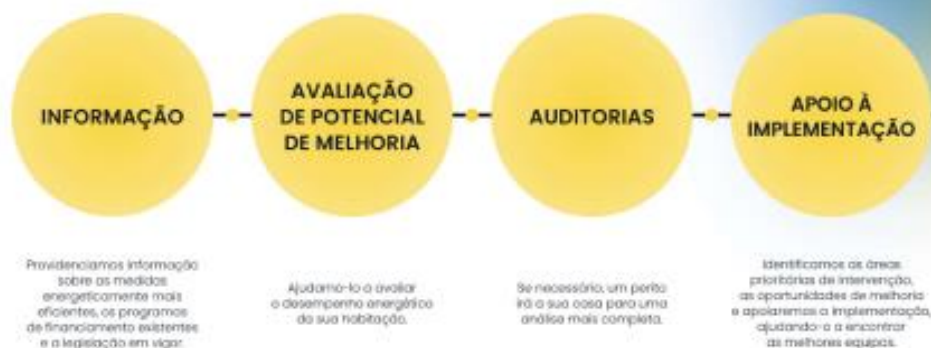 INFORMAÇÃO
AVALIAÇÃO
DE POTENCIAL
DE MELHORIA
AUDITORIAS
APOIO À
IMPLEMENTAÇÃO
Providenciamos informação
sobre as medidas
energeticamente mais
eficientes, os programas
de financiamento existentes
e a legislação em vigor.
Ajudamo-lo a avaliar
o desempenho energético
da sua habitação.
Se necessário, um perito
irá a sua casa para uma
análise mais completa.
Identificamos as áreas
prioritárias de intervenção,
as oportunidades de melhoria
e apoiaremos a implementação,
ajudando-o a encontrar
as melhores equipas.